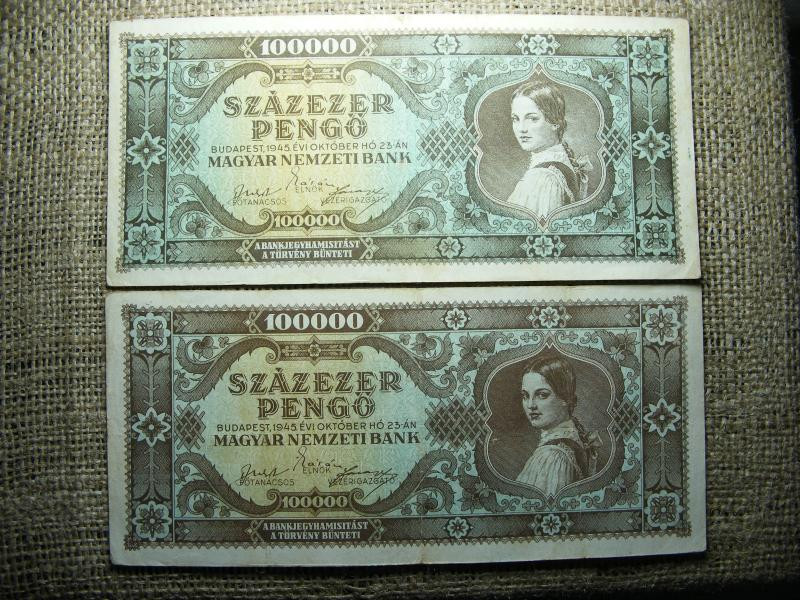 100000
SZÁZEZER
PENGŐ
BUDAPEST, 1945. ÉVI OKTÓBER HÓ 23-ÁN
MAGYAR NEMZETI BANK
ELNÖK
FŐTANÁCSOS VEZÉRIGAZGATÓ
100000
A BANKJEGYHAMISITÁST
A TÖRVÉNY BÜNTETI
100000
SZÁZEZER
PENGŐ
BUDAPEST, 1945. ÉVI OKTÓBER HÓ 23-ÁN
MAGYAR NEMZETI BANK
ELNÖK
FŐTANÁCSOS VEZÉRIGAZGATÓ
100000
A BANKJEGYHAMISITÁST
A TÖRVÉNY BÜNTETI